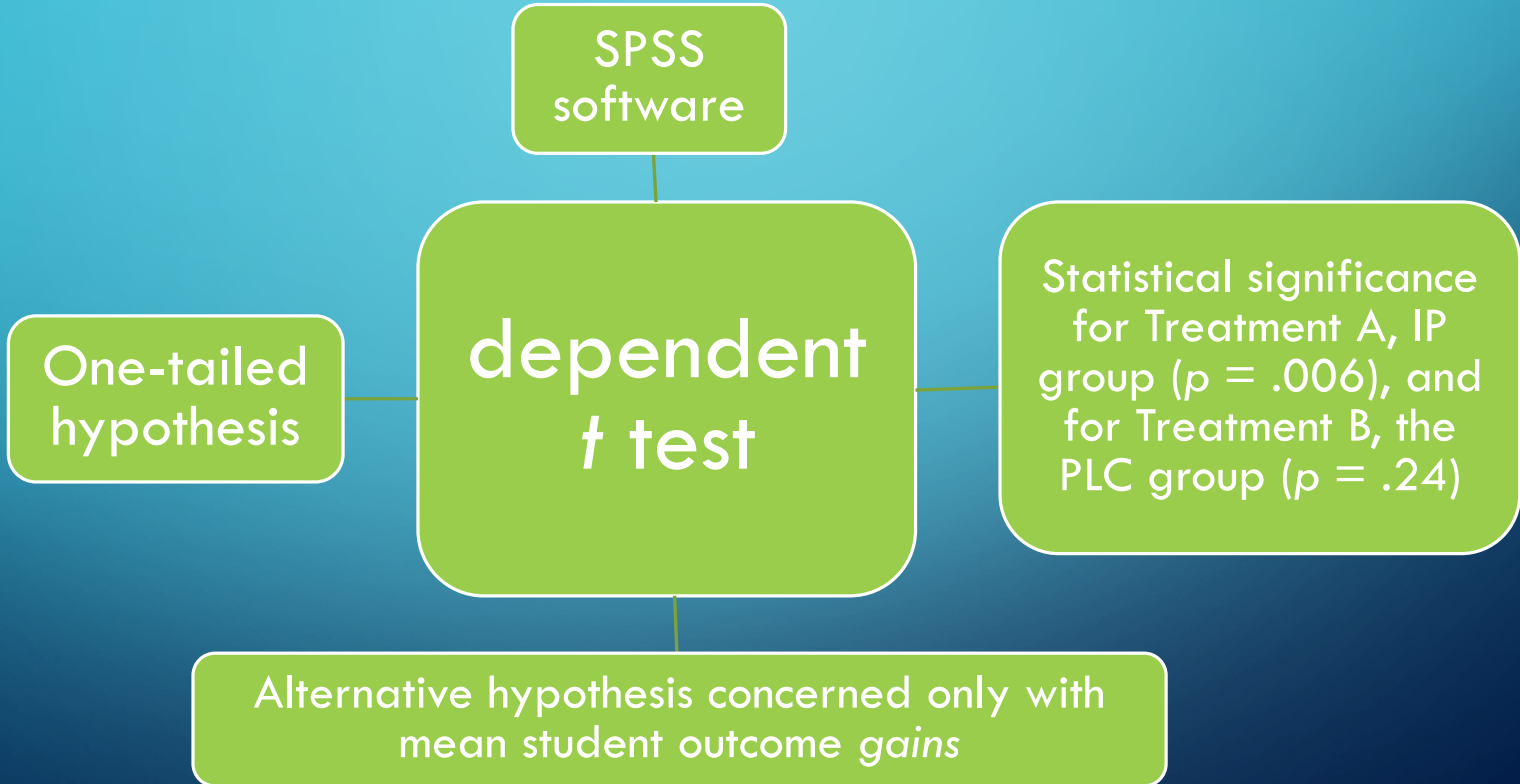 SPSS
software
One-tailed
hypothesis
dependent
t test
Statistical significance
for Treatment A, IP
group (p = .006), and
for Treatment B, the
PLC group (p = .24)
Alternative hypothesis concerned only with
mean student outcome gains